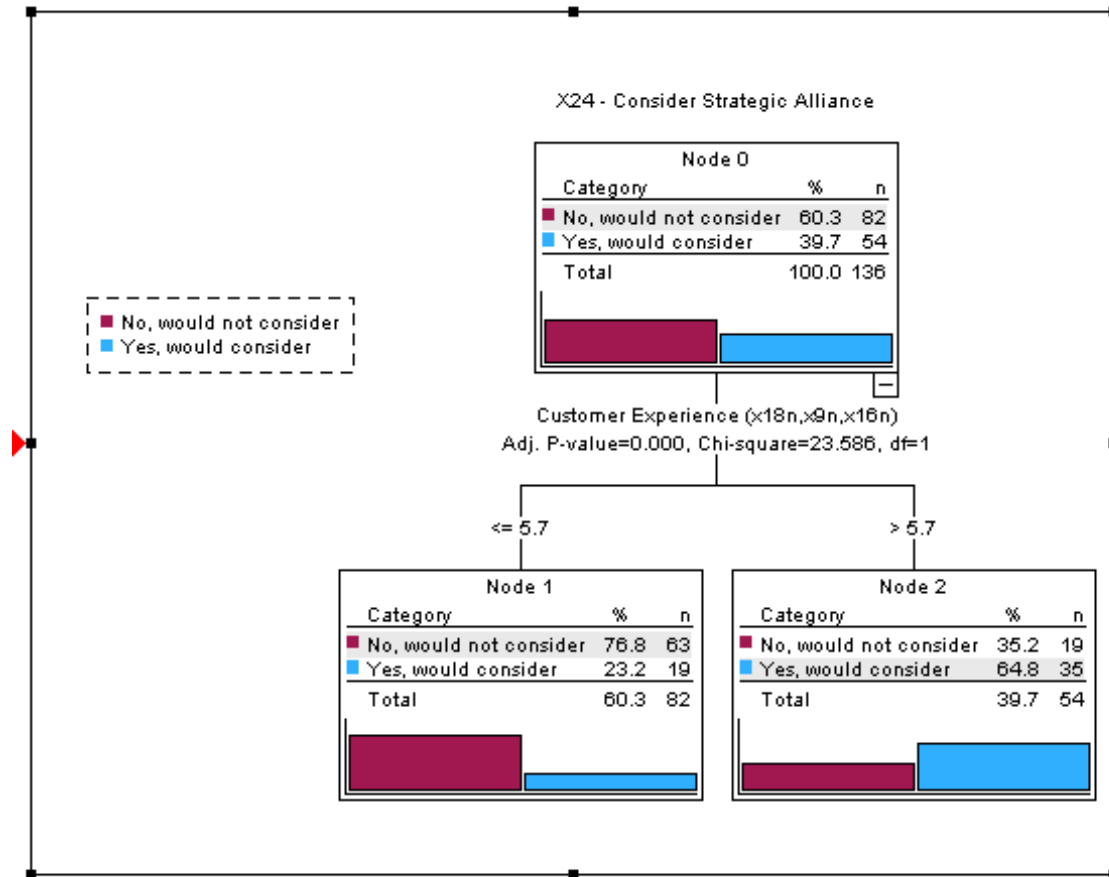 X24 - Consider Strategic Alliance
Node 0
Category % n
No, would not consider 60.3 82
Yes, would consider 39.7 54
Total 100.0 136
No, would not consider
Yes, would consider
Customer Experience (x18n,x9n,x16n)
Adj. P-value=0.000, Chi-square=23.586, df=1
<= 5.7
> 5.7
Node 1
Category % n
No, would not consider 76.8 63
Yes, would consider 23.2 19
Total 60.3 82
Node 2
Category % n
No, would not consider 35.2 19
Yes, would consider 64.8 35
Total 39.7 54